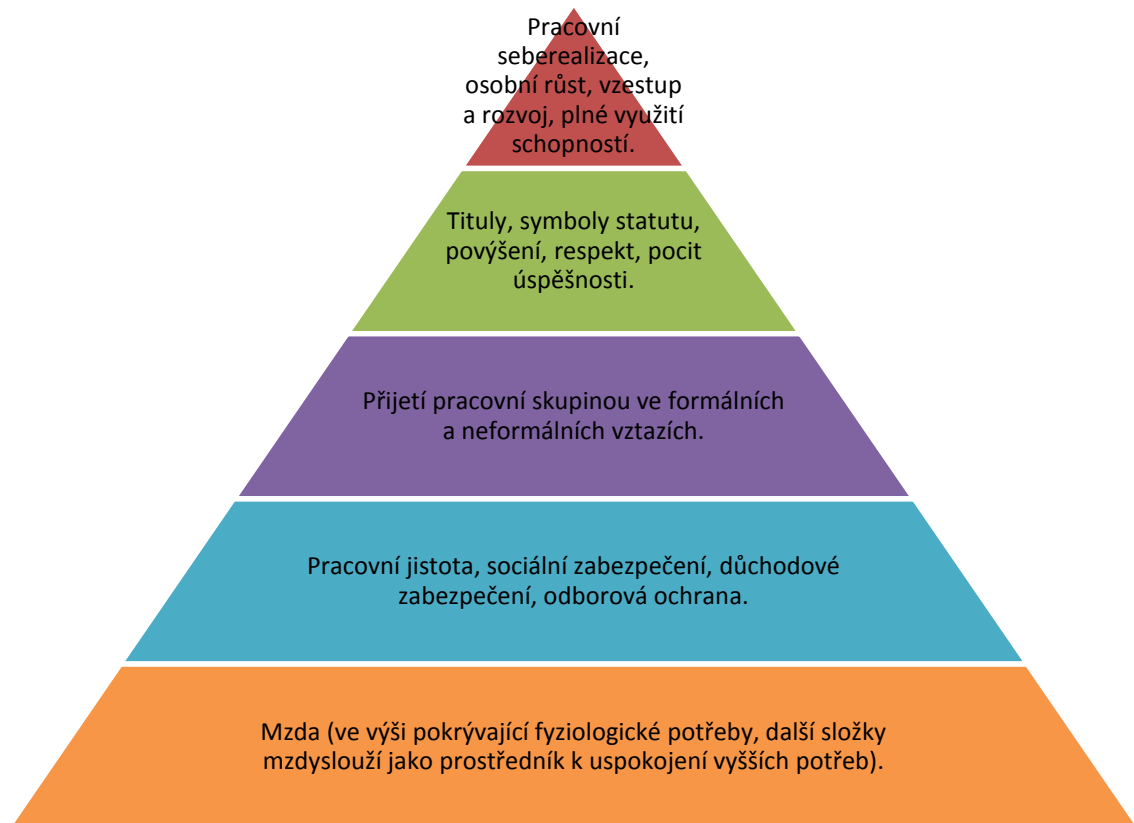 Pracovní
seberealizace,
osobní růst, vzestup
a rozvoj, plné využití
schopností.
Tituly, symboly statutu,
povýšení, respekt, pocit
úspěšnosti.
Přijetí pracovní skupinou ve formálních
a neformálních vztazích.
Pracovní jistota, sociální zabezpečení, důchodové
zabezpečení, odborová ochrana.
Mzda (ve výši pokrývající fyziologické potřeby, další složky
mzdyslouží jako prostředník k uspokojení vyšších potřeb).